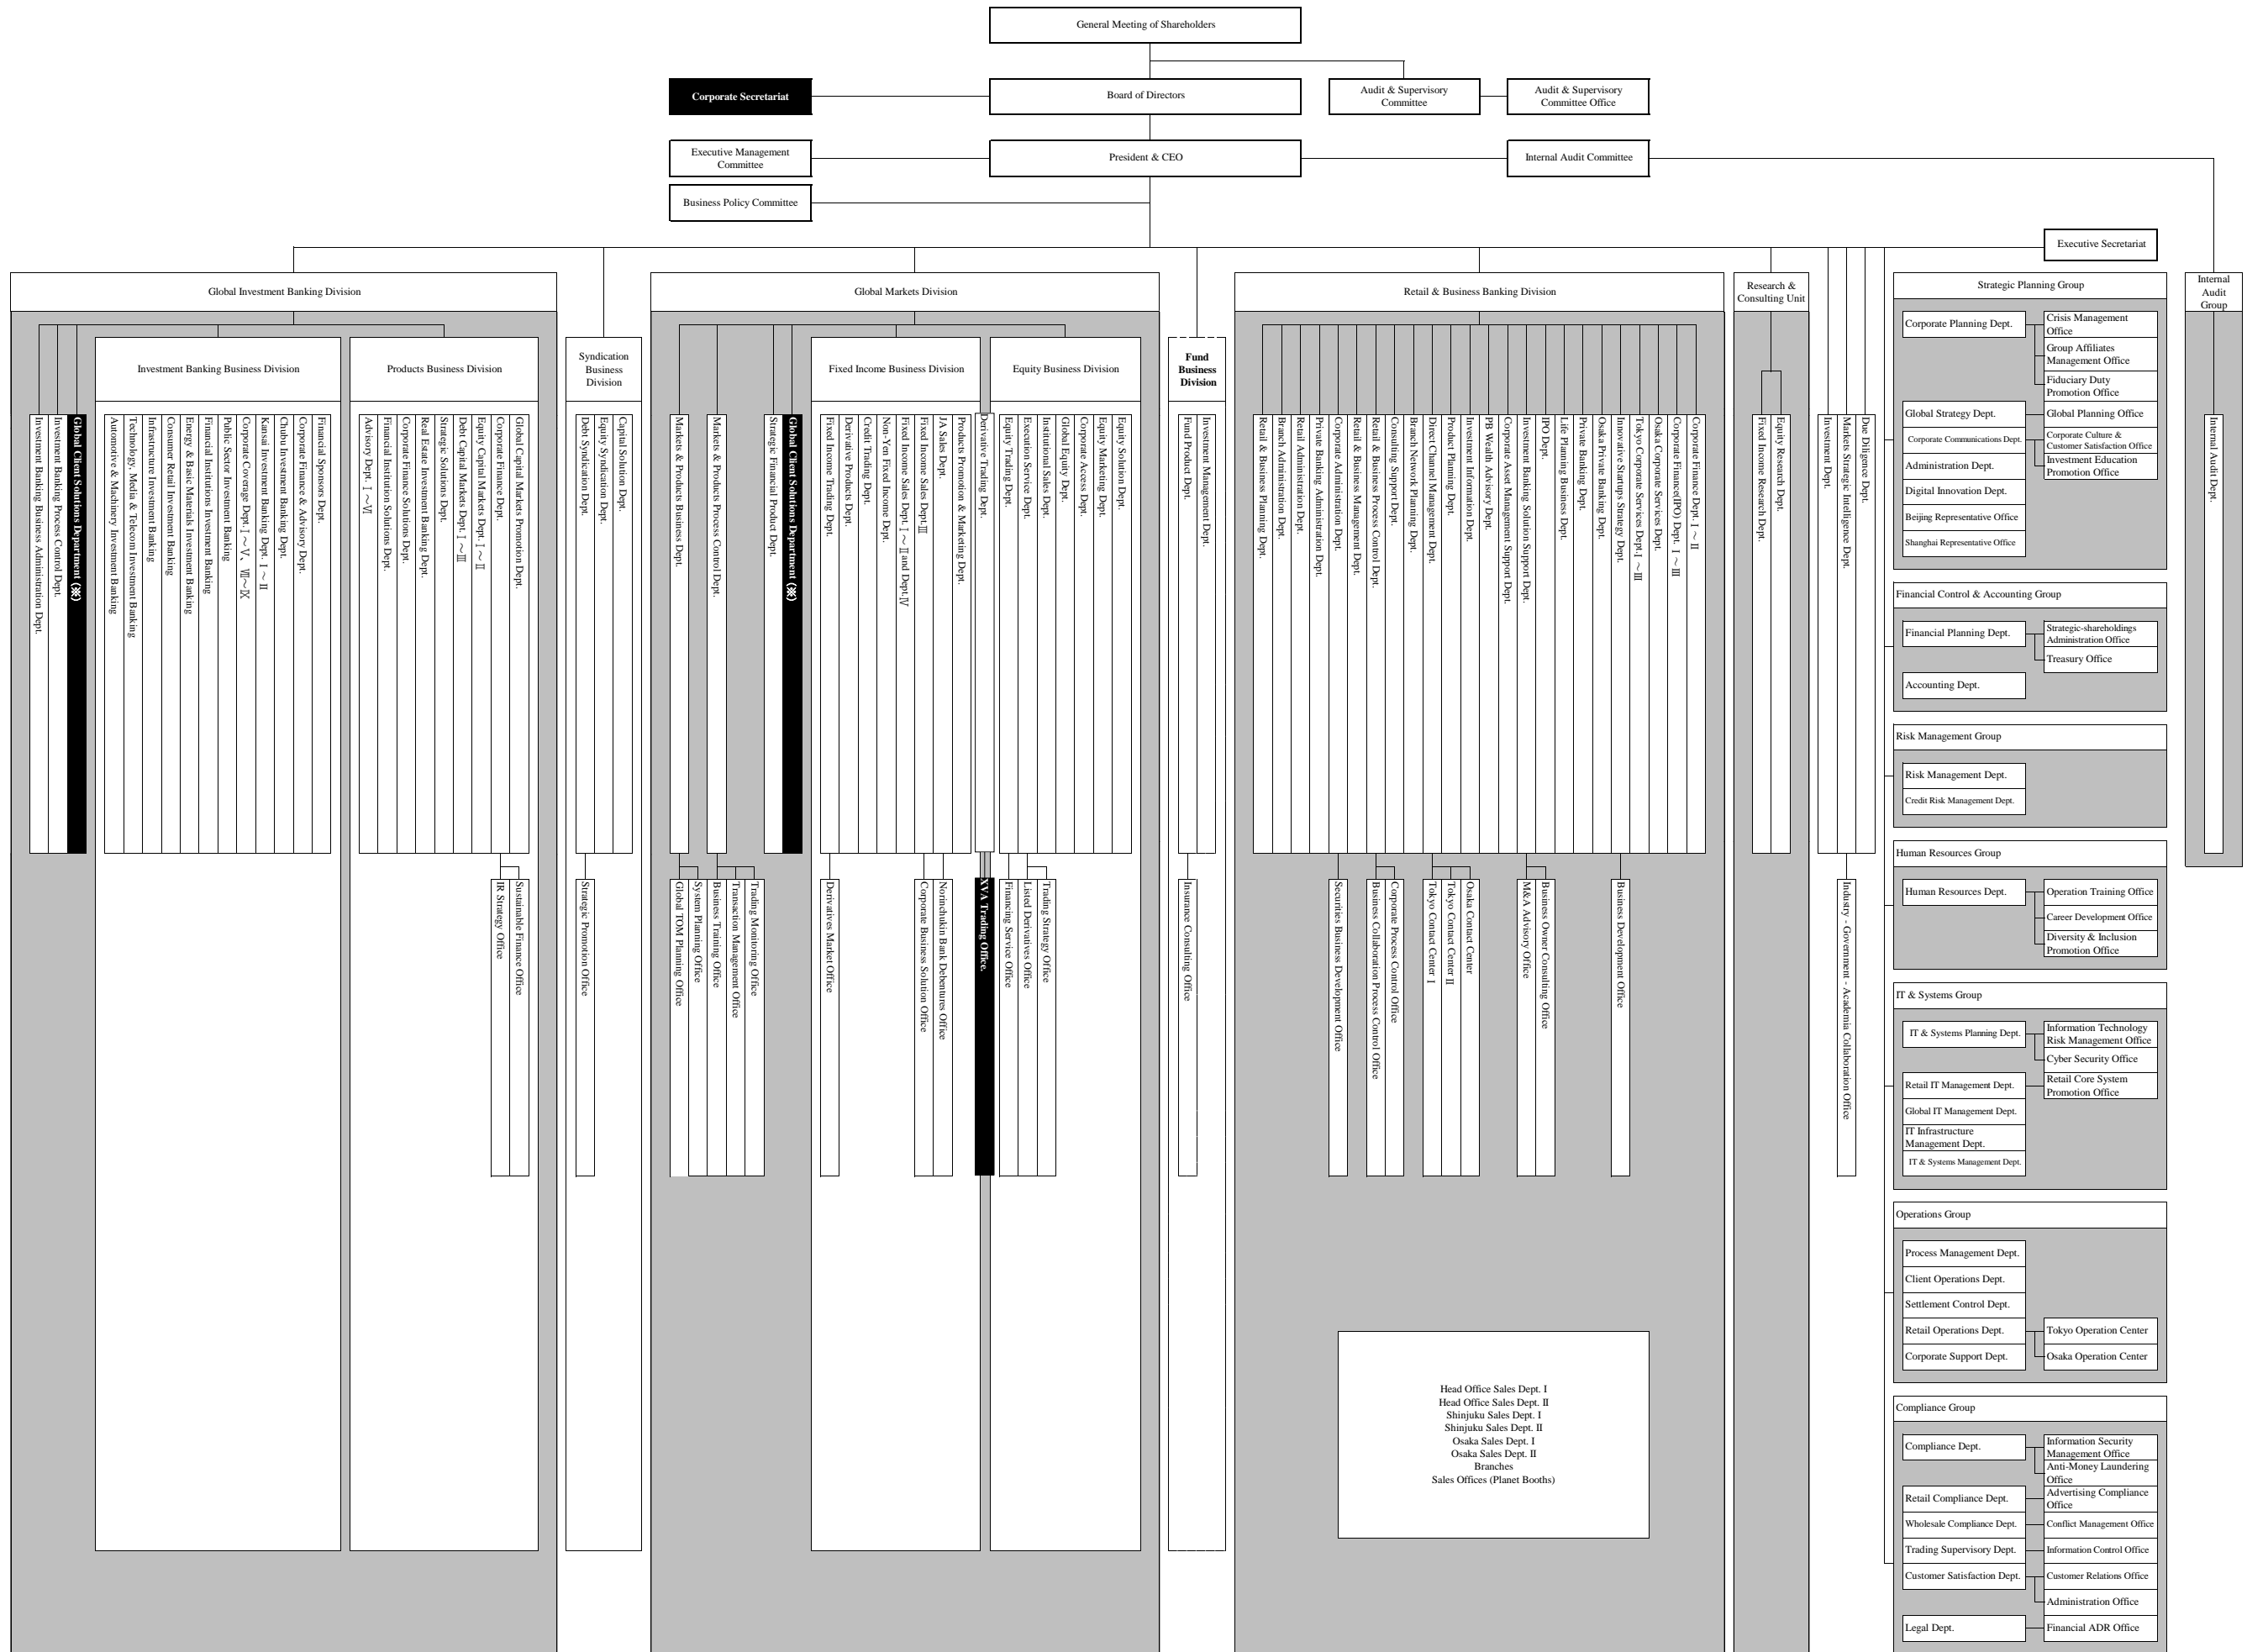 General Meeting of Shareholders
Corporate Secretariat
Board of Directors
Audit & Supervisory
Committee
Audit & Supervisory
Committee Office
Executive Management
Committee
President & CEO
Internal Audit Committee
Business Policy Committee
Executive Secretariat
Global Investment Banking Division
Investment Banking Business Administration Dept.
Investment Banking Process Control Dept.
Global Client Solutions Department (※)
Investment Banking Business Division
Automotive & Machinery Investment Banking
Technology, Media & Telecom Investment Banking
Infrastructure Investment Banking
Consumer Retail Investment Banking
Energy & Basic Materials Investment Banking
Financial Institutions Investment Banking
Public Sector Investment Banking
Corporate Coverage Dept. Ⅰ～Ⅴ、Ⅶ～Ⅸ
Kansai Investment Banking Dept. Ⅰ～Ⅱ
Chubu Investment Banking Dept.
Corporate Finance & Advisory Dept.
Financial Sponsors Dept.
Products Business Division
Advisory Dept. Ⅰ～Ⅵ
Financial Institution Solutions Dept.
Corporate Finance Solutions Dept.
Real Estate Investment Banking Dept.
Strategic Solutions Dept.
Debt Capital Markets Dept. Ⅰ～Ⅲ
Equity Capital Markets Dept. Ⅰ～Ⅱ
Corporate Finance Dept.
Global Capital Markets Promotion Dept.
IR Strategy Office
Sustainable Finance Office
Syndication
Business
Division
Debt Syndication Dept.
Equity Syndication Dept.
Capital Solution Dept.
Strategic Promotion Office
Global Markets Division
Markets & Products Business Dept.
Markets & Products Process Control Dept.
Strategic Financial Product Dept.
Global Client Solutions Department (※)
Global TOM Planning Office
System Planning Office
Business Training Office
Transaction Management Office
Trading Monitoring Office
Fixed Income Business Division
Fixed Income Trading Dept.
Derivative Products Dept.
Credit Trading Dept.
Non-Yen Fixed Income Dept.
Fixed Income Sales Dept. Ⅰ～Ⅱ and Dept.Ⅳ
Fixed Income Sales Dept.Ⅲ
JA Sales Dept.
Products Promotion & Marketing Dept.
Derivatives Market Office
Corporate Business Solution Office
Norinchukin Bank Debentures Office
Derivative Trading Dept.
XVA Trading Office.
Equity Business Division
Equity Trading Dept.
Execution Service Dept.
Institutional Sales Dept.
Global Equity Dept.
Corporate Access Dept.
Equity Marketing Dept.
Equity Solution Dept.
Financing Service Office
Listed Derivatives Office
Trading Strategy Office
Fund
Business
Division
Fund Product Dept.
Investment Management Dept.
Insurance Consulting Office
Retail & Business Banking Division
Retail & Business Planning Dept.
Branch Administration Dept.
Retail Administration Dept.
Private Banking Administration Dept.
Corporate Administration Dept.
Retail & Business Management Dept.
Retail & Business Process Control Dept.
Consulting Support Dept.
Branch Network Planning Dept.
Direct Channel Management Dept.
Product Planning Dept.
Investment Information Dept.
PB Wealth Advisory Dept.
Corporate Asset Management Support Dept.
Investment Banking Solution Support Dept.
IPO Dept.
Life Planning Business Dept.
Private Banking Dept.
Osaka Private Banking Dept.
Innovative Startups Strategy Dept.
Tokyo Corporate Services Dept.Ⅰ～Ⅲ
Osaka Corporate Services Dept.
Corporate Finance(IPO) Dept. Ⅰ～Ⅲ
Corporate Finance Dept. Ⅰ～Ⅱ
Securities Business Development Office
Business Collaboration Process Control Office
Corporate Process Control Office
Tokyo Contact Center Ⅰ
Tokyo Contact Center Ⅱ
Osaka Contact Center
M&A Advisory Office
Business Owner Consulting Office
Business Development Office
Head Office Sales Dept. I
Head Office Sales Dept. II
Shinjuku Sales Dept. I
Shinjuku Sales Dept. II
Osaka Sales Dept. I
Osaka Sales Dept. II
Branches
Sales Offices (Planet Booths)
Research &
Consulting Unit
Fixed Income Research Dept.
Equity Research Dept.
Investment Dept.
Markets Strategic Intelligence Dept.
Due Diligence Dept.
Industry - Government - Academia Collaboration Office
Strategic Planning Group
Corporate Planning Dept.
Crisis Management
Office
Group Affiliates
Management Office
Fiduciary Duty
Promotion Office
Global Strategy Dept.
Global Planning Office
Corporate Communications Dept.
Corporate Culture &
Customer Satisfaction Office
Administration Dept.
Investment Education
Promotion Office
Digital Innovation Dept.
Beijing Representative Office
Shanghai Representative Office
Financial Control & Accounting Group
Financial Planning Dept.
Strategic-shareholdings
Administration Office
Treasury Office
Accounting Dept.
Risk Management Group
Risk Management Dept.
Credit Risk Management Dept.
Human Resources Group
Human Resources Dept.
Operation Training Office
Career Development Office
Diversity & Inclusion
Promotion Office
IT & Systems Group
IT & Systems Planning Dept.
Information Technology
Risk Management Office
Cyber Security Office
Retail IT Management Dept.
Retail Core System
Promotion Office
Global IT Management Dept.
IT Infrastructure
Management Dept.
IT & Systems Management Dept.
Operations Group
Process Management Dept.
Client Operations Dept.
Settlement Control Dept.
Retail Operations Dept.
Tokyo Operation Center
Corporate Support Dept.
Osaka Operation Center
Compliance Group
Compliance Dept.
Information Security
Management Office
Anti-Money Laundering
Office
Retail Compliance Dept.
Advertising Compliance
Office
Wholesale Compliance Dept.
Conflict Management Office
Trading Supervisory Dept.
Information Control Office
Customer Satisfaction Dept.
Customer Relations Office
Administration Office
Legal Dept.
Financial ADR Office
Internal
Audit
Group
Internal Audit Dept.